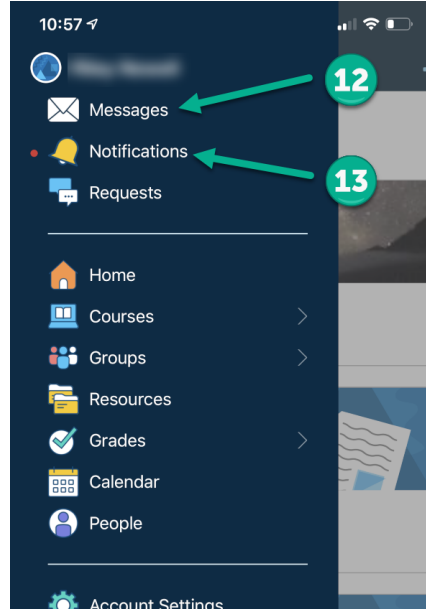 10:57
12
Messages
Notifications
13
Requests
Home
Courses
Groups
Resources
Grades
Calendar
People
Account Settings